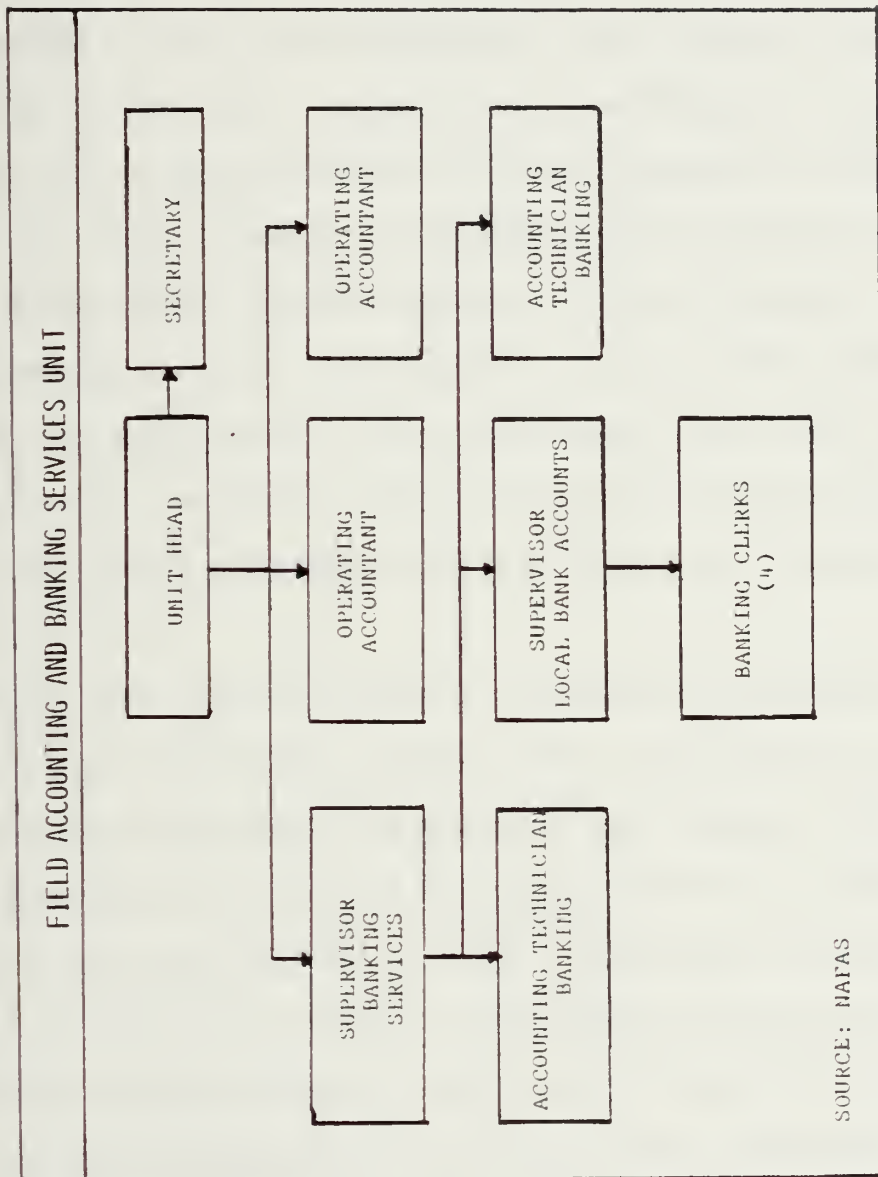 FIELD ACCOUNTING AND BANKING SERVICES UNIT
UNIT HEAD
SECRETARY
SUPERVISOR
BANKING
SERVICES
OPERATING
ACCOUNTANT
OPERATING
ACCOUNTANT
ACCOUNTING TECHNICIAN
BANKING
SUPERVISOR
LOCAL BANK ACCOUNTS
ACCOUNTING
TECHNICIAN
BANKING
BANKING CLERKS
(4)
SOURCE: NAFAS